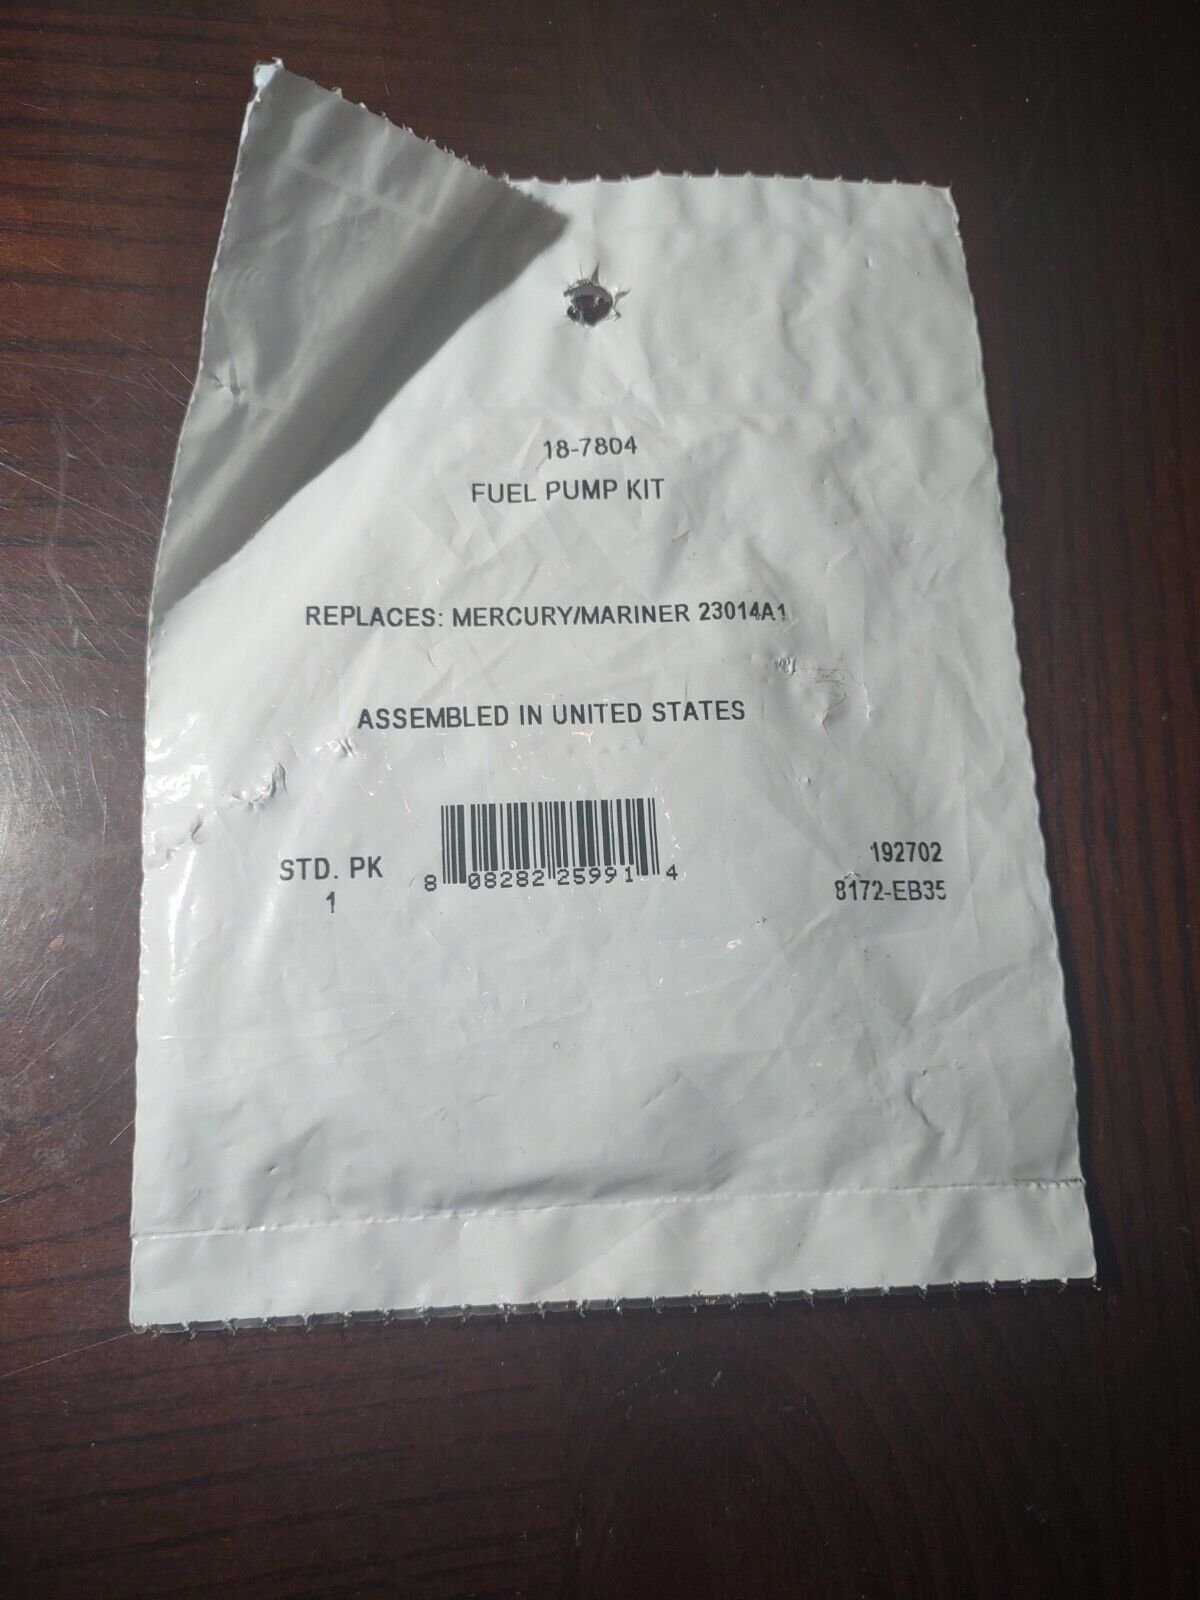 18-7804
FUEL PUMP KIT
REPLACES: MERCURY/MARINER 23014A1
ASSEMBLED IN UNITED STATES
STD. PK
1
8 08282 25991 4
192702
8172-EB35